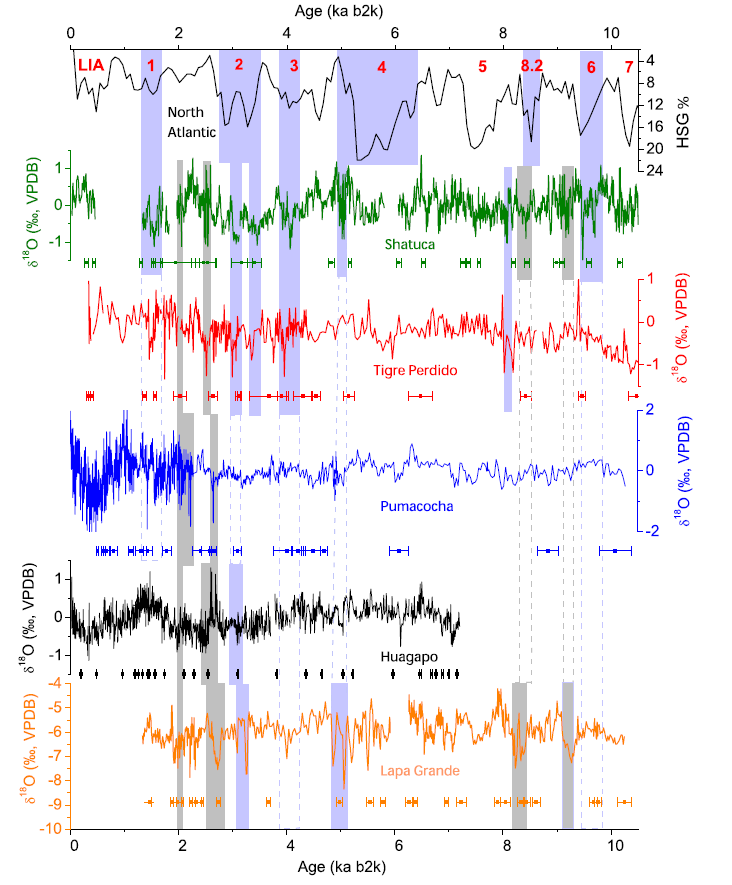 Age (ka b2k)
0 2 4 6 8 10
LIA 1 2 3 4 5 8.2 6 7
4
8
12
16
20
24
HSG %
North
Atlantic
1
0
-1
δ¹⁸O (‰, VPDB)
Shatuca
1
0
-1
δ¹⁸O (‰, VPDB)
Tigre Perdido
2
0
-2
δ¹⁸O (‰, VPDB)
Pumacocha
1
0
-1
δ¹⁸O (‰, VPDB)
Huagapo
-4
-5
-6
-7
-8
-9
-10
δ¹⁸O (‰, VPDB)
Lapa Grande
0 2 4 6 8 10
Age (ka b2k)